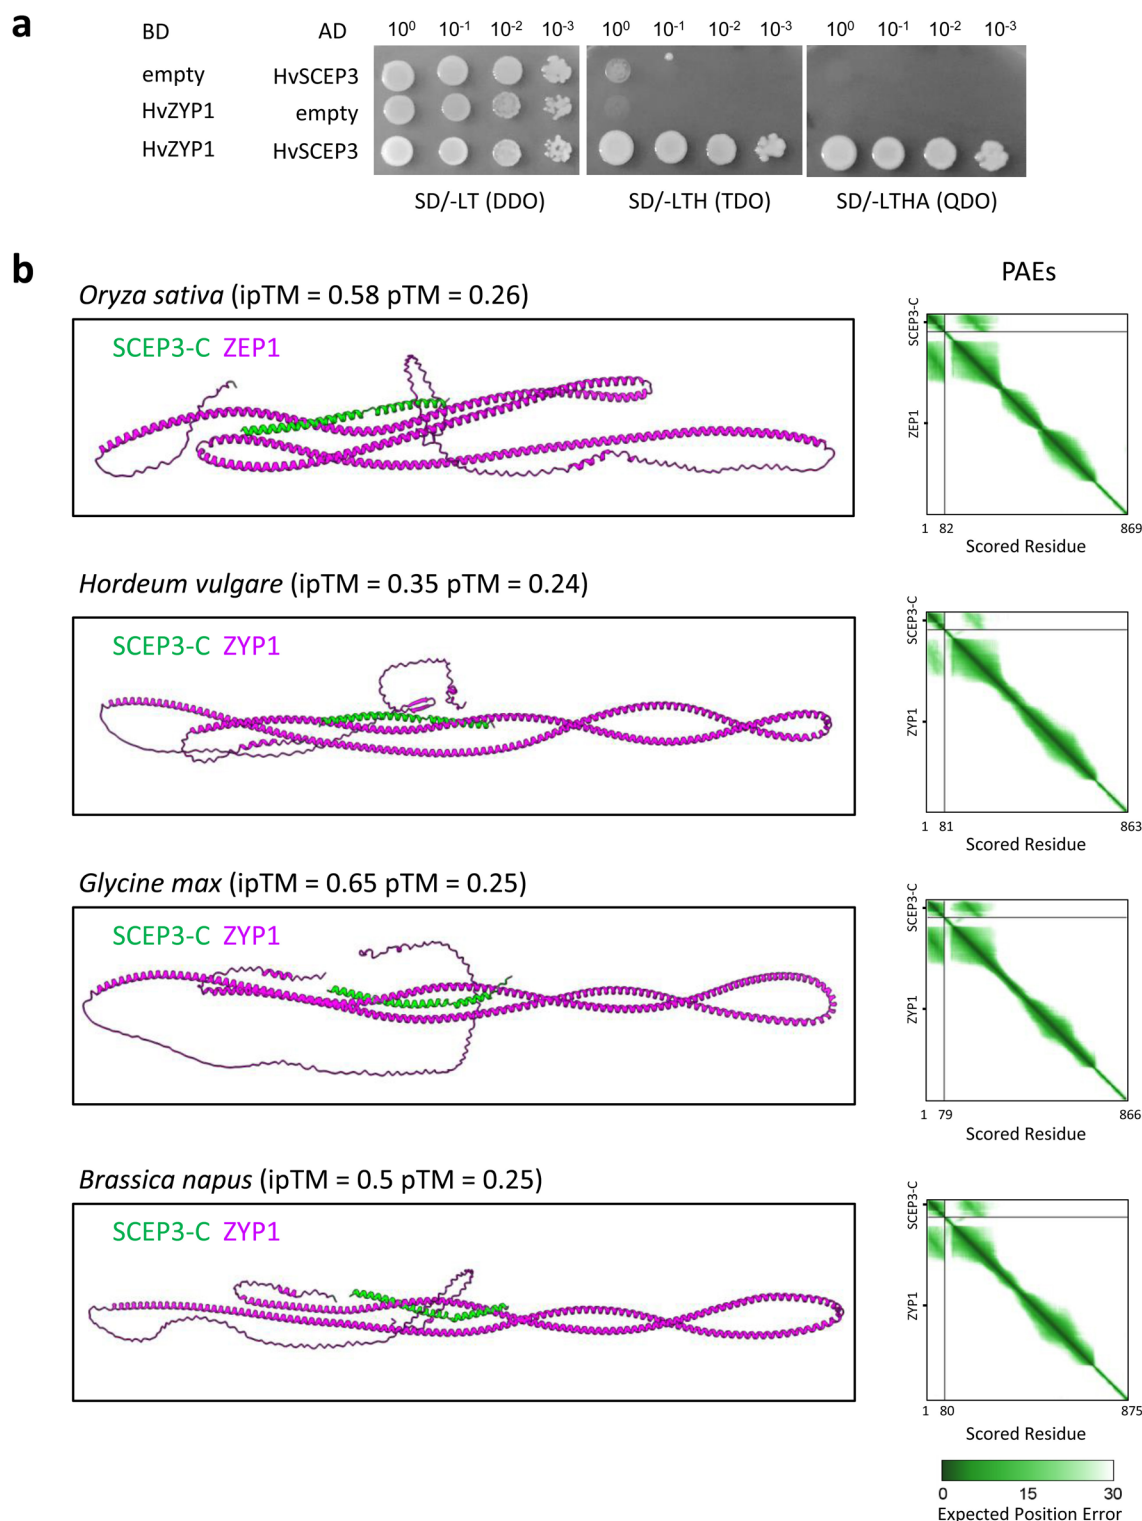 a
BD AD 10⁰ 10⁻¹ 10⁻² 10⁻³ 10⁰ 10⁻¹ 10⁻² 10⁻³ 10⁰ 10⁻¹ 10⁻² 10⁻³
empty HvSCEP3
HvZYP1 empty
HvZYP1 HvSCEP3
SD/-LT (DDO) SD/-LTH (TDO) SD/-LTHA (QDO)
b
PAEs
Oryza sativa (ipTM = 0.58 pTM = 0.26)
SCEP3-C ZEP1
SCEP3-C
ZEP1
1 82 869
Scored Residue
Hordeum vulgare (ipTM = 0.35 pTM = 0.24)
SCEP3-C ZYP1
SCEP3-C
ZYP1
1 81 863
Scored Residue
Glycine max (ipTM = 0.65 pTM = 0.25)
SCEP3-C ZYP1
SCEP3-C
ZYP1
1 79 866
Scored Residue
Brassica napus (ipTM = 0.5 pTM = 0.25)
SCEP3-C ZYP1
SCEP3-C
ZYP1
1 80 875
Scored Residue
0 15 30
Expected Position Error